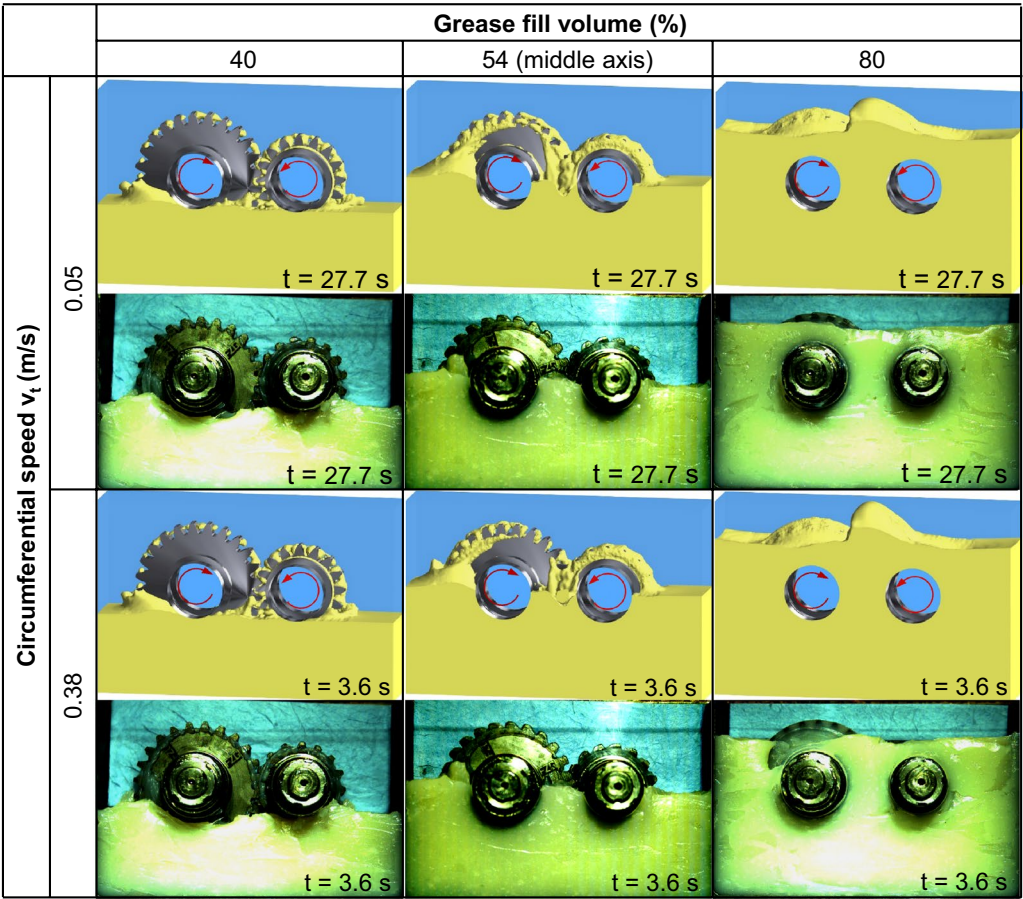 Grease fill volume (%)
40
54 (middle axis)
80
Circumferential speed vt (m/s)
0.05
t = 27.7 s
t = 27.7 s
t = 27.7 s
t = 27.7 s
t = 27.7 s
t = 27.7 s
0.38
t = 3.6 s
t = 3.6 s
t = 3.6 s
t = 3.6 s
t = 3.6 s
t = 3.6 s